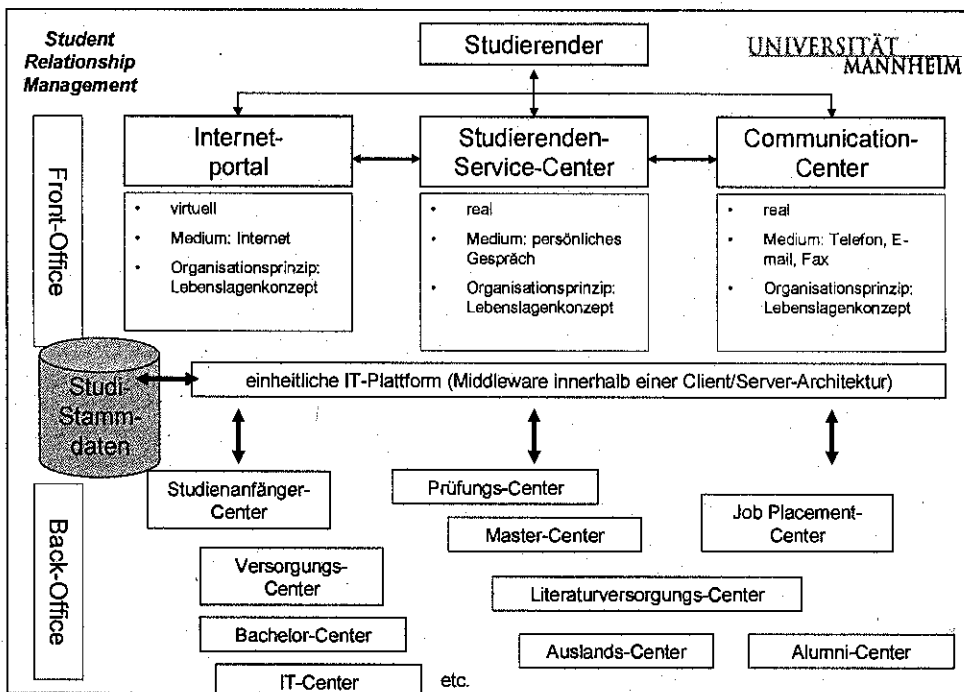 Student
Relationship
Management
Studierender
UNIVERSITÄT
MANNHEIM
Front-Office
Internet-
portal
Studierenden-
Service-Center
Communication-
Center
• virtuell
• Medium: Internet
• Organisationsprinzip:
Lebenslagenkonzept
• real
• Medium: persönliches
Gespräch
• Organisationsprinzip:
Lebenslagenkonzept
• real
• Medium: Telefon, E-
mail, Fax
• Organisationsprinzip:
Lebenslagenkonzept
Studi-
Stamm-
daten
einheitliche IT-Plattform (Middleware innerhalb einer Client/Server-Architektur)
Back-Office
Studienanfänger-
Center
Prüfungs-Center
Master-Center
Job Placement-
Center
Versorgungs-
Center
Literaturversorgungs-Center
Bachelor-Center
Auslands-Center
Alumni-Center
IT-Center
etc.